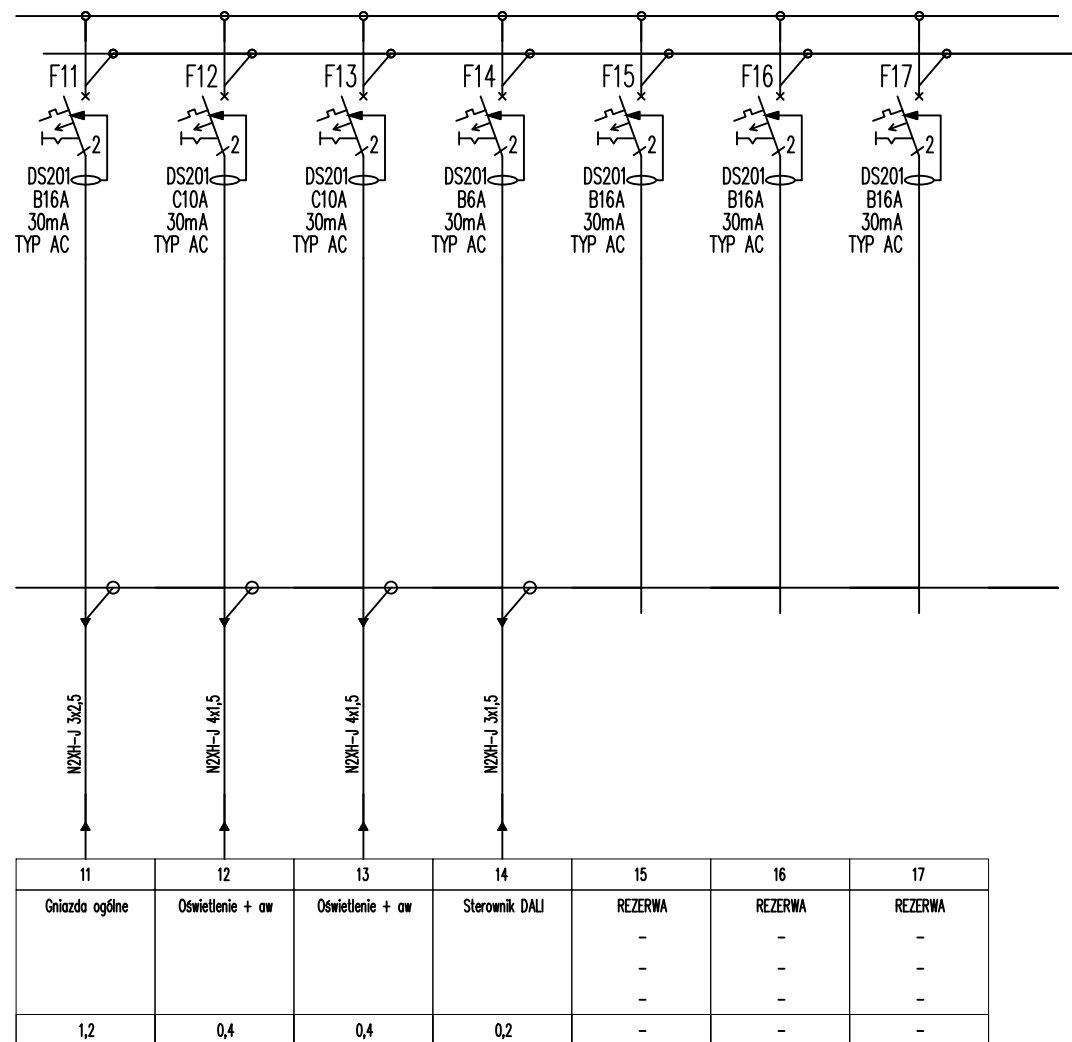 F11 F12 F13 F14 F15 F16 F17
2 2 2 2 2 2 2
DS201 DS201 DS201 DS201 DS201 DS201 DS201
B16A C10A C10A B6A B16A B16A B16A
30mA 30mA 30mA 30mA 30mA 30mA 30mA
TYP AC TYP AC TYP AC TYP AC TYP AC TYP AC TYP AC
N2XH-J 3x2,5 N2XH-J 4x1,5 N2XH-J 4x1,5 N2XH-J 3x1,5
11 12 13 14 15 16 17
Gniazda ogólne Oświetlenie + aw Oświetlenie + aw Sterownik DALI REZERWA REZERWA REZERWA
- - -
- - -
- - -
1,2 0,4 0,4 0,2 - - -